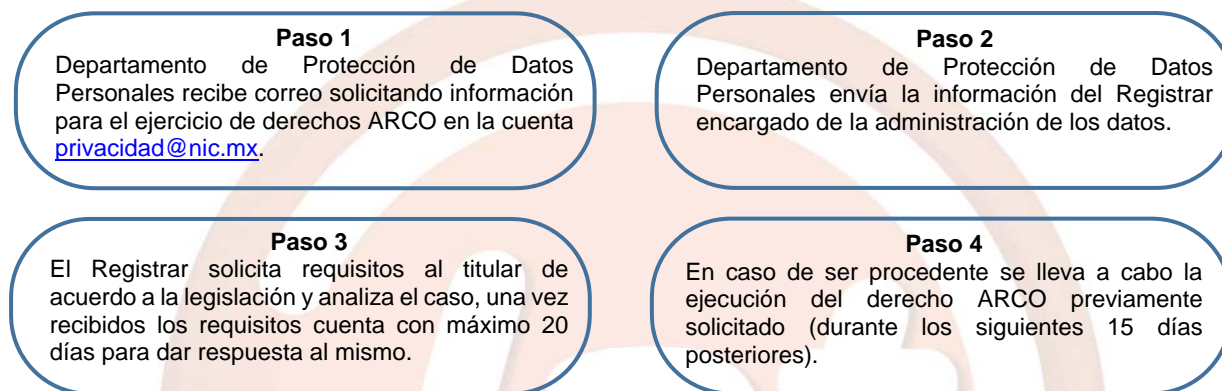 Paso 1
Departamento de Protección de Datos
Personales recibe correo solicitando información
para el ejercicio de derechos ARCO en la cuenta
privacidad@nic.mx.
Paso 2
Departamento de Protección de Datos
Personales envía la información del Registrar
encargado de la administración de los datos.
Paso 3
El Registrar solicita requisitos al titular de
acuerdo a la legislación y analiza el caso, una vez
recibidos los requisitos cuenta con máximo 20
días para dar respuesta al mismo.
Paso 4
En caso de ser procedente se lleva a cabo la
ejecución del derecho ARCO previamente
solicitado (durante los siguientes 15 días
posteriores).